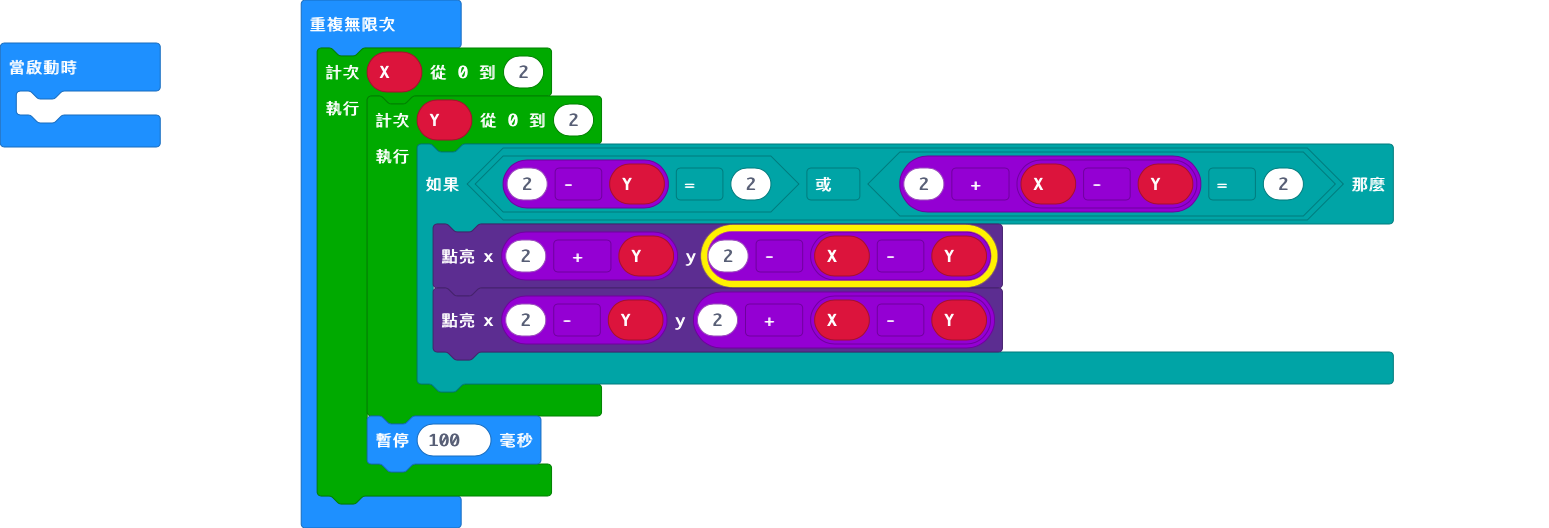 重複無限次
當啟動時
計次 X 從 0 到 2
執行
計次 Y 從 0 到 2
執行
如果 2 - Y = 2 或 2 + X - Y = 2 那麼
點亮 x 2 + Y y 2 - X - Y
點亮 x 2 - Y y 2 + X - Y
暫停 100 毫秒